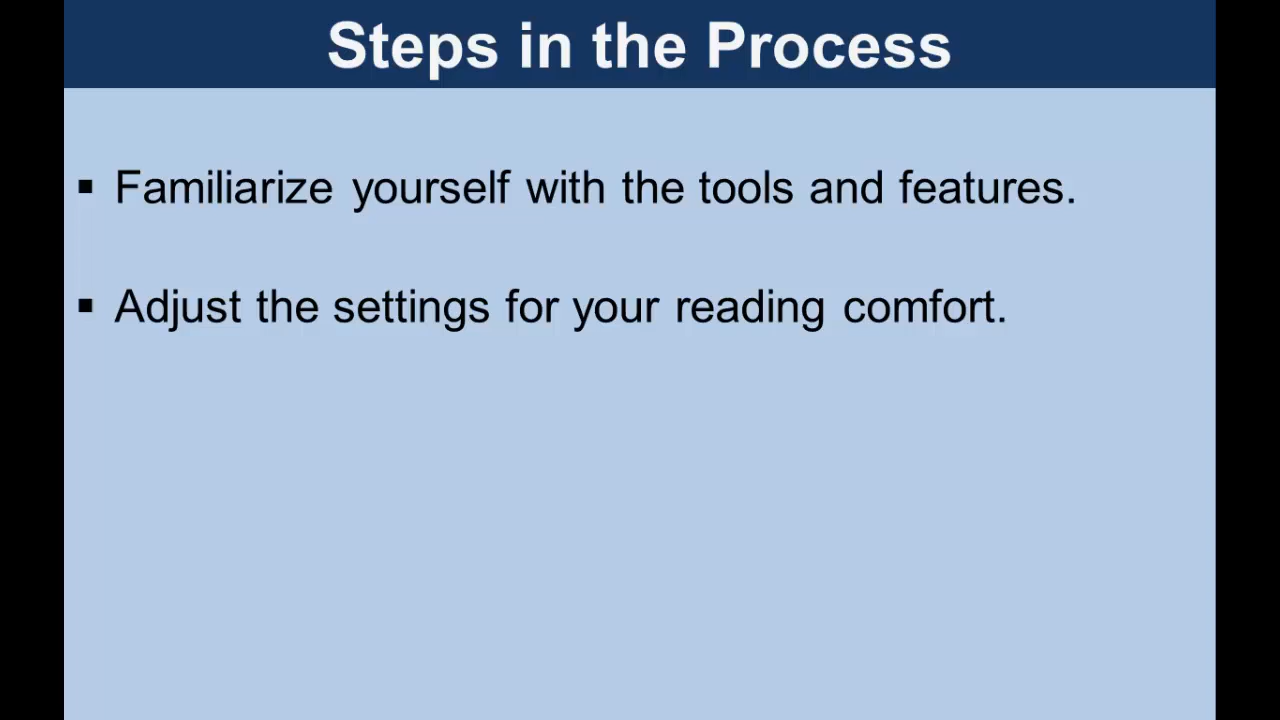 Steps in the Process
▪ Familiarize yourself with the tools and features.
▪ Adjust the settings for your reading comfort.